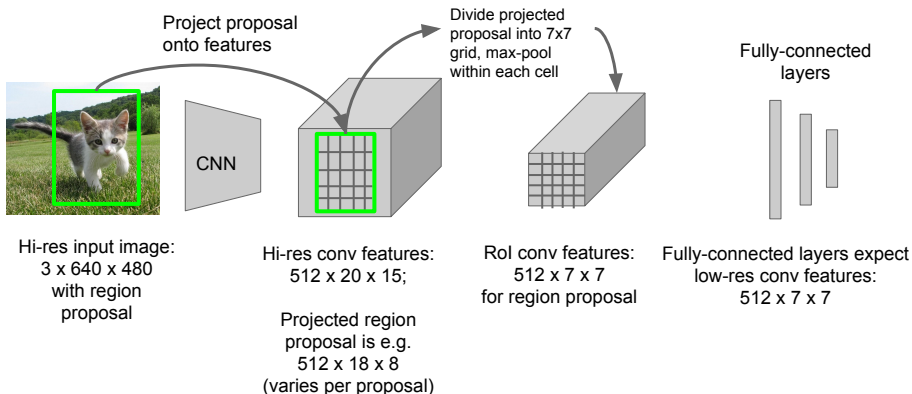 Project proposal
onto features
Divide projected
proposal into 7x7
grid, max-pool
within each cell
Fully-connected
layers
CNN
Hi-res input image:
3 x 640 x 480
with region
proposal
Hi-res conv features:
512 x 20 x 15;
Projected region
proposal is e.g.
512 x 18 x 8
(varies per proposal)
RoI conv features:
512 x 7 x 7
for region proposal
Fully-connected layers expect
low-res conv features:
512 x 7 x 7